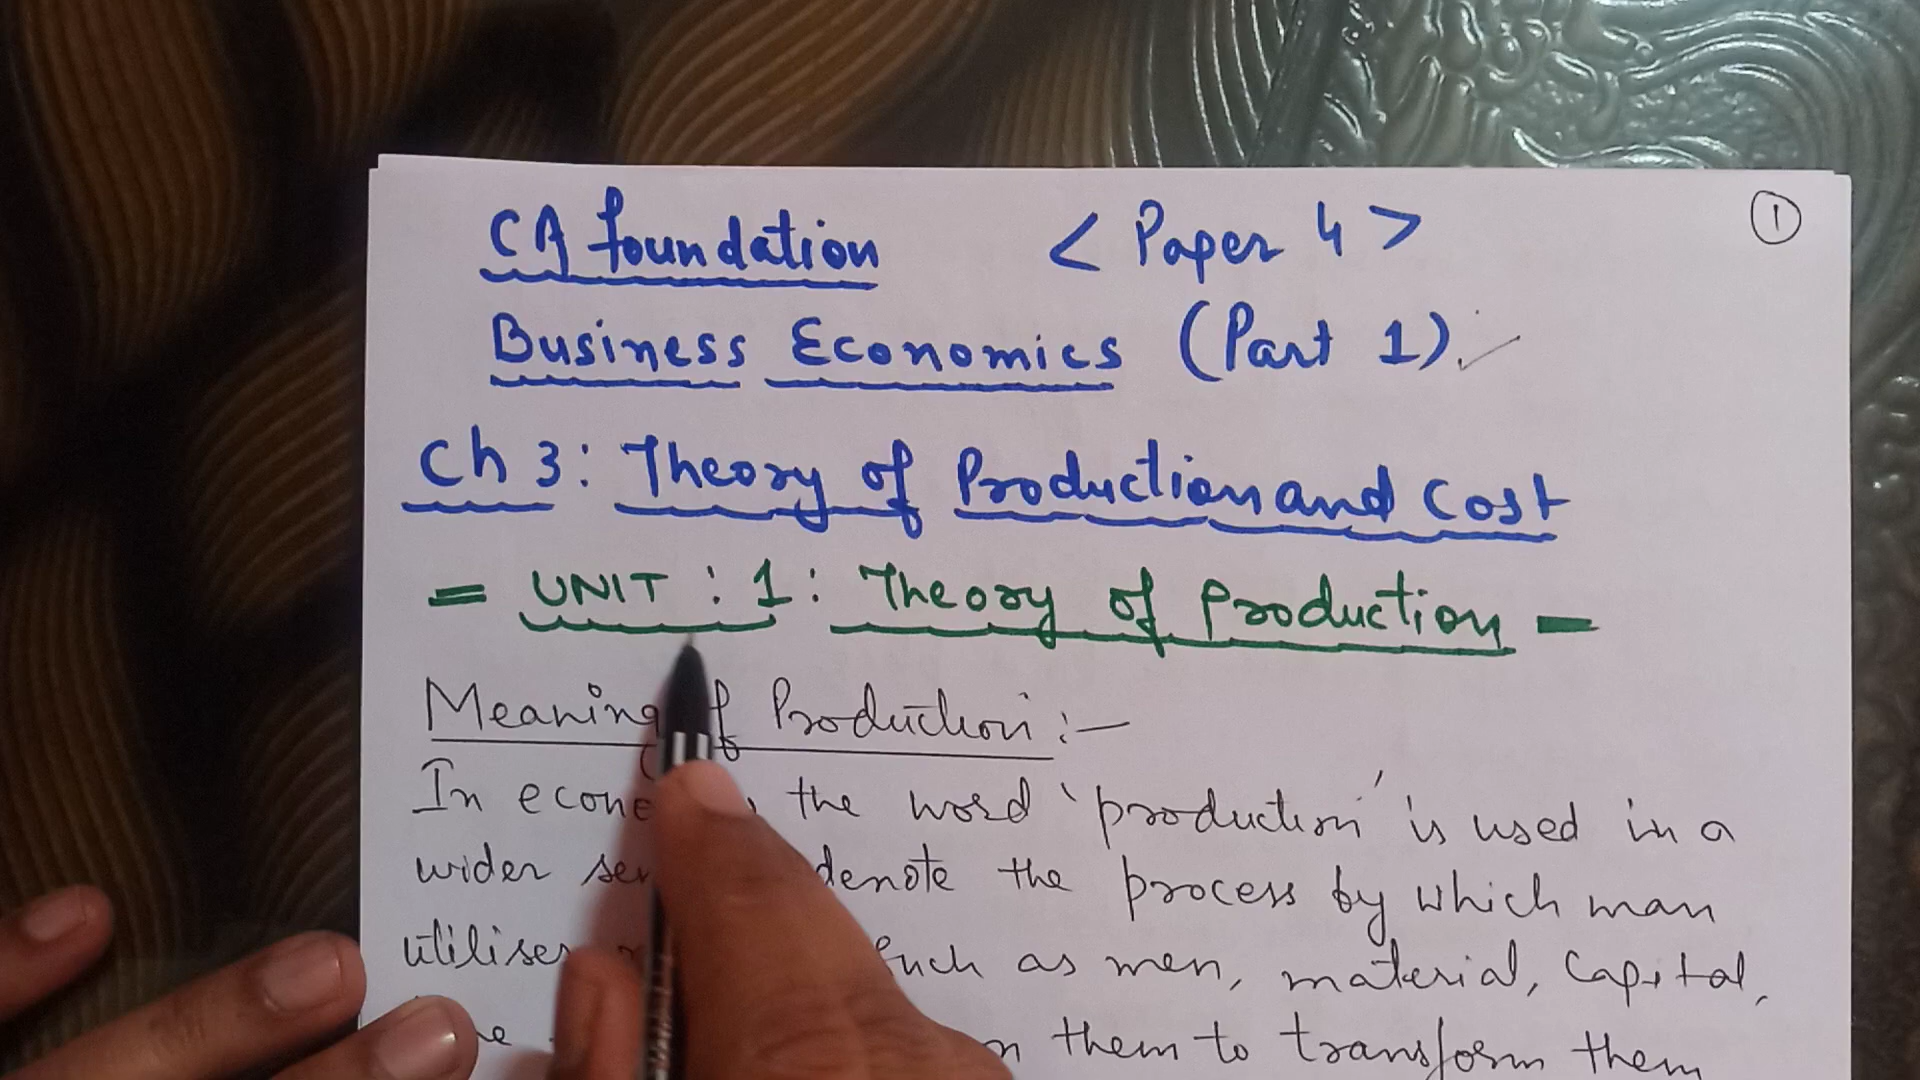 1
CA foundation < Paper 4 >
Business Economics (Part 1).
Ch 3: Theory of Production and Cost
= UNIT : 1 : Theory of production -
Meaning of Production :-
In the word 'production' is used in a
wider denote the process by which man
utilises such as men, material, capital,
them to transform them